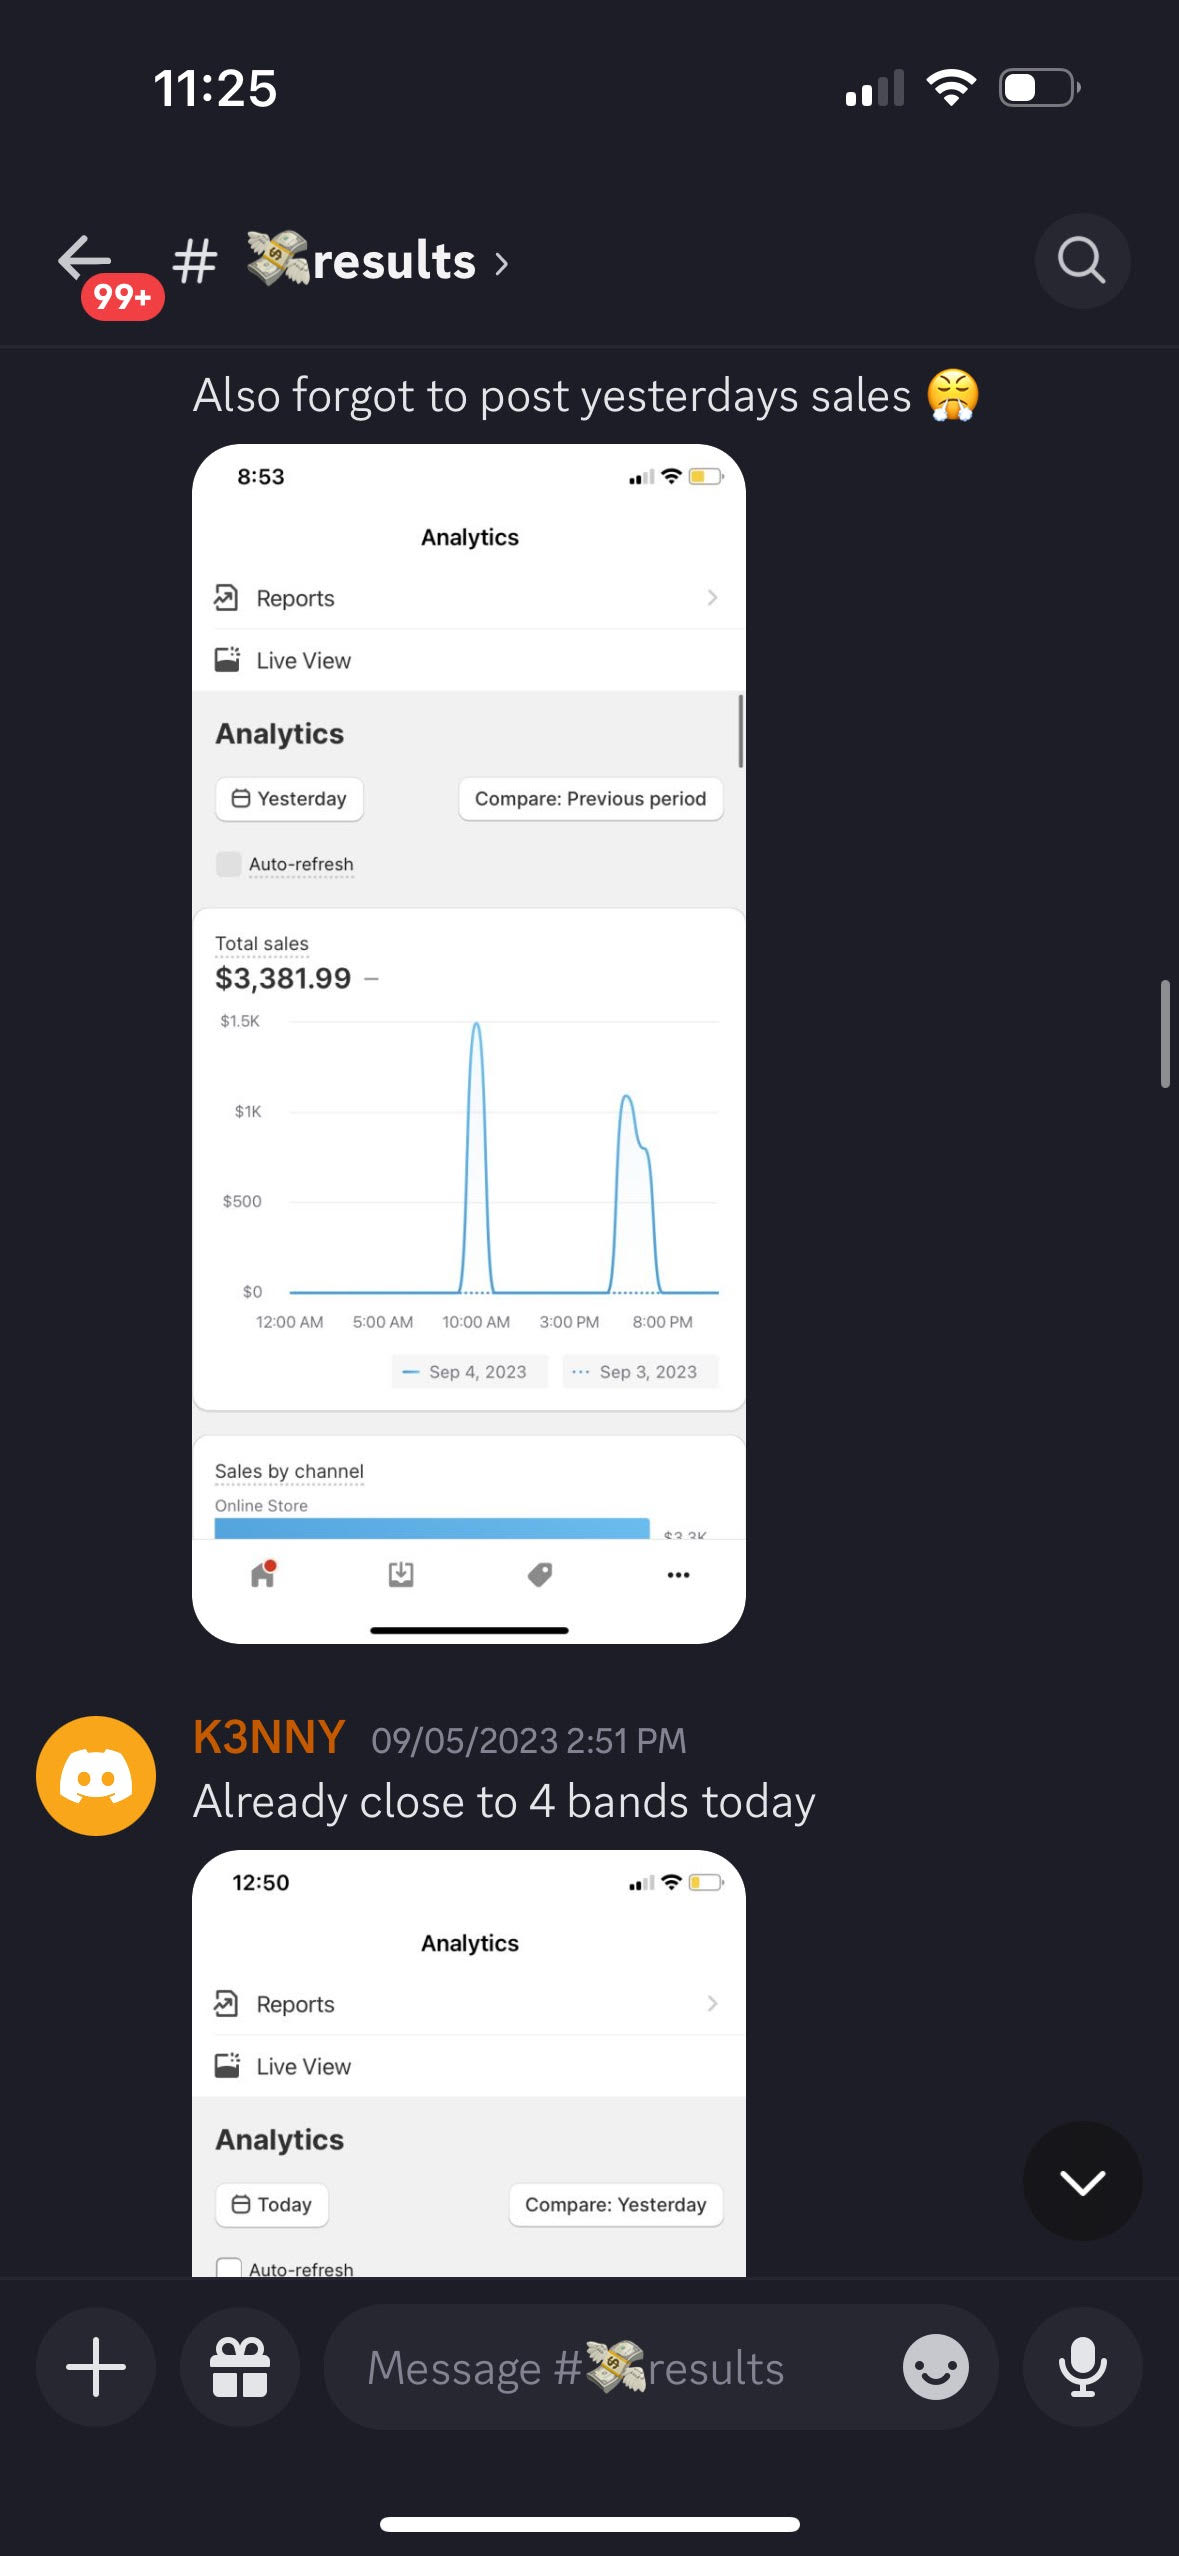 11:25
99+
# 💸results ›
Also forgot to post yesterdays sales 😤
8:53
Analytics
Reports
Live View
Analytics
Yesterday
Compare: Previous period
Auto-refresh
Total sales
$3,381.99 –
$1.5K
$1K
$500
$0
12:00 AM 5:00 AM 10:00 AM 3:00 PM 8:00 PM
Sep 4, 2023 Sep 3, 2023
Sales by channel
Online Store
$3.3K
K3NNY 09/05/2023 2:51 PM
Already close to 4 bands today
12:50
Analytics
Reports
Live View
Analytics
Today
Compare: Yesterday
Auto-refresh
Message #💸results